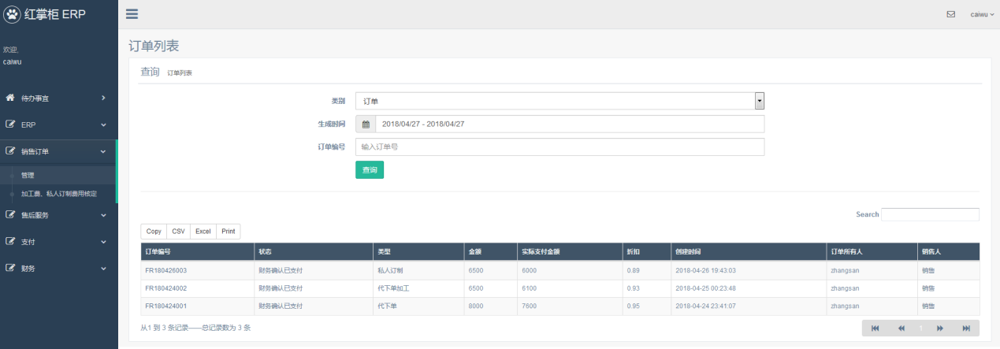 红掌柜 ERP
caiwu
欢迎,
caiwu
待办事宜
ERP
销售订单
管理
加工费、私人订制费用核定
售后服务
支付
财务
订单列表
查询 订单列表
类别 订单
生成时间 2018/04/27 - 2018/04/27
订单编号 输入订单号
查询
Search
Copy CSV Excel Print
订单编号 状态 类型 金额 实际支付金额 折扣 创建时间 订单所有人 销售人
FR180426003 财务确认已支付 私人订制 6500 6000 0.89 2018-04-26 19:43:03 zhangsan 销售
FR180424002 财务确认已支付 代下单加工 6500 6100 0.93 2018-04-25 00:23:48 zhangsan 销售
FR180424001 财务确认已支付 代下单 8000 7600 0.95 2018-04-24 23:41:07 zhangsan 销售
从1 到 3 条记录——总记录数为 3 条
1